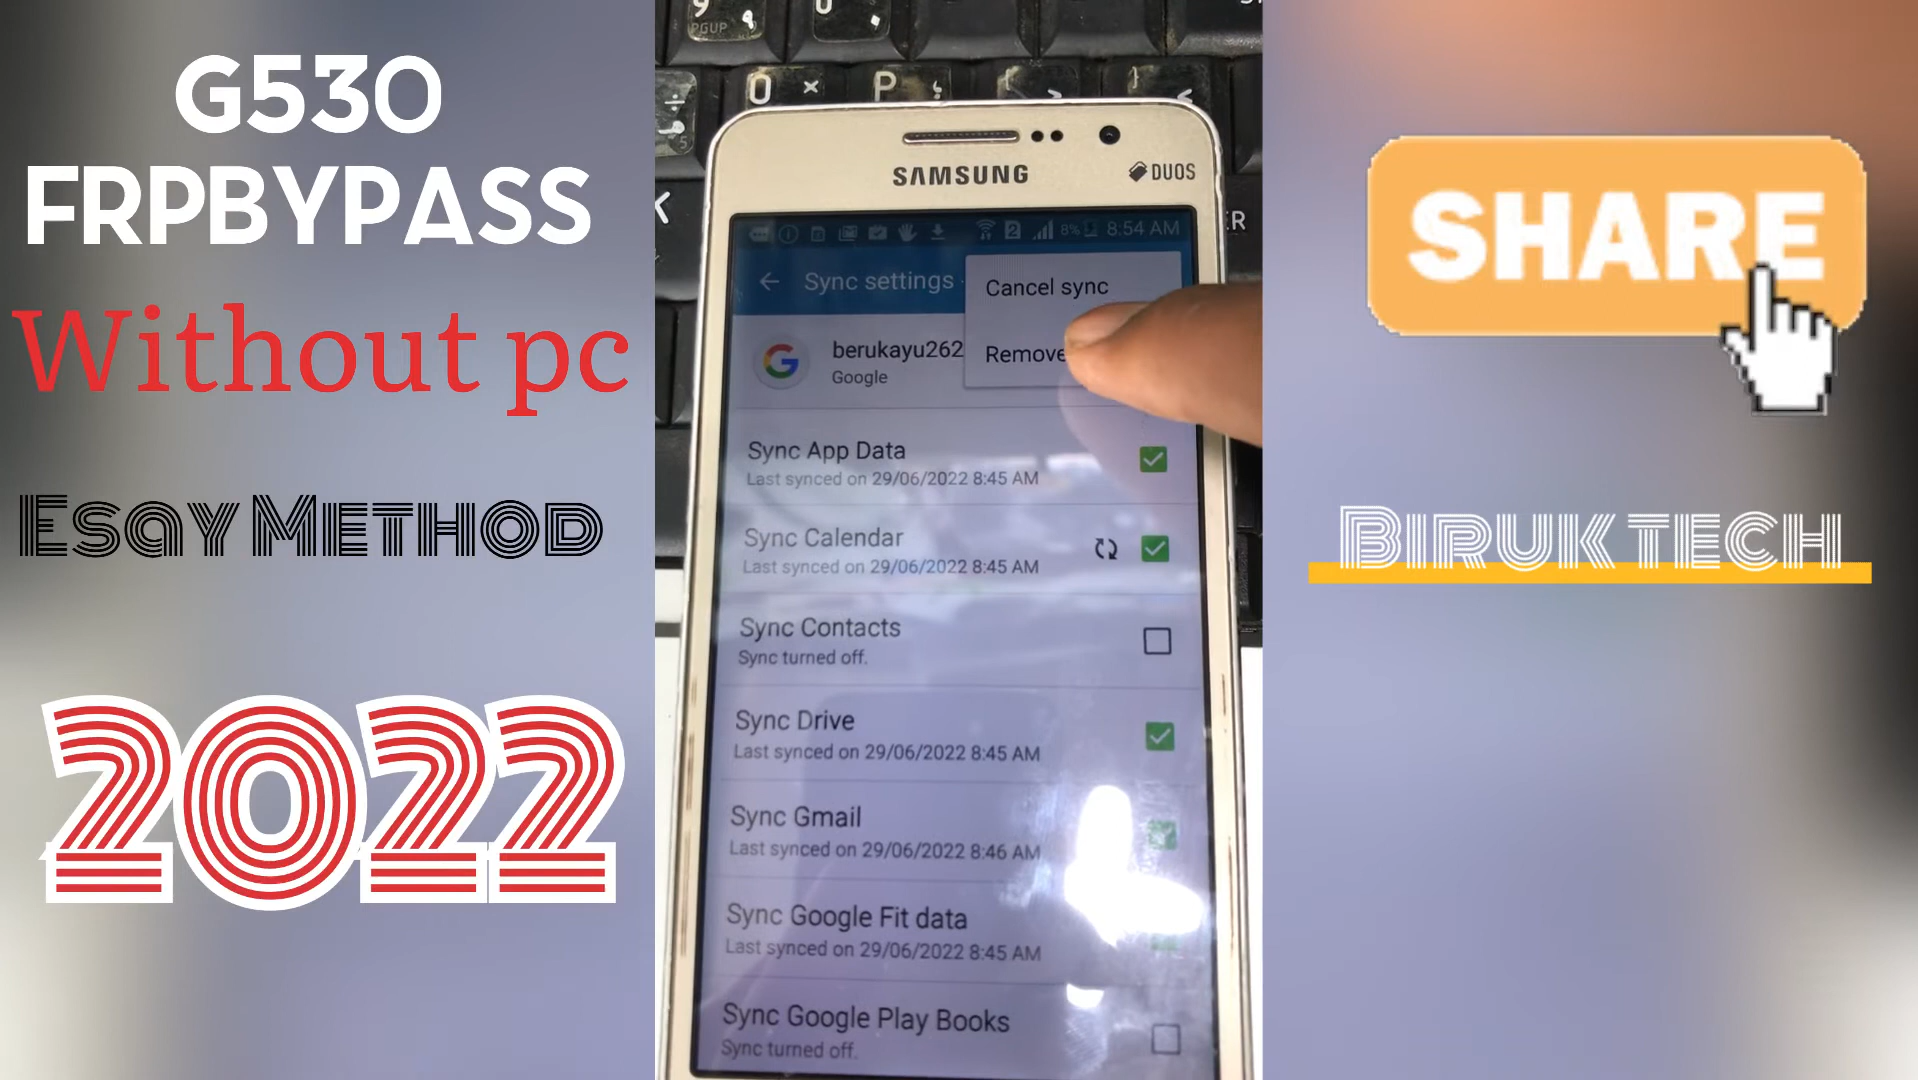 G530
FRPBYPASS
Without pc
Esay Method
2022
9
PGUP
O
P
SAMSUNG
DUOS
2
8%
8:54 AM
Sync settings
Cancel sync
Remove
berukayu262
Google
Sync App Data
Last synced on 29/06/2022 8:45 AM
Sync Calendar
Last synced on 29/06/2022 8:45 AM
Sync Contacts
Sync turned off.
Sync Drive
Last synced on 29/06/2022 8:45 AM
Sync Gmail
Last synced on 29/06/2022 8:46 AM
Sync Google Fit data
Last synced on 29/06/2022 8:45 AM
Sync Google Play Books
Sync turned off.
SHARE
Biruk tech